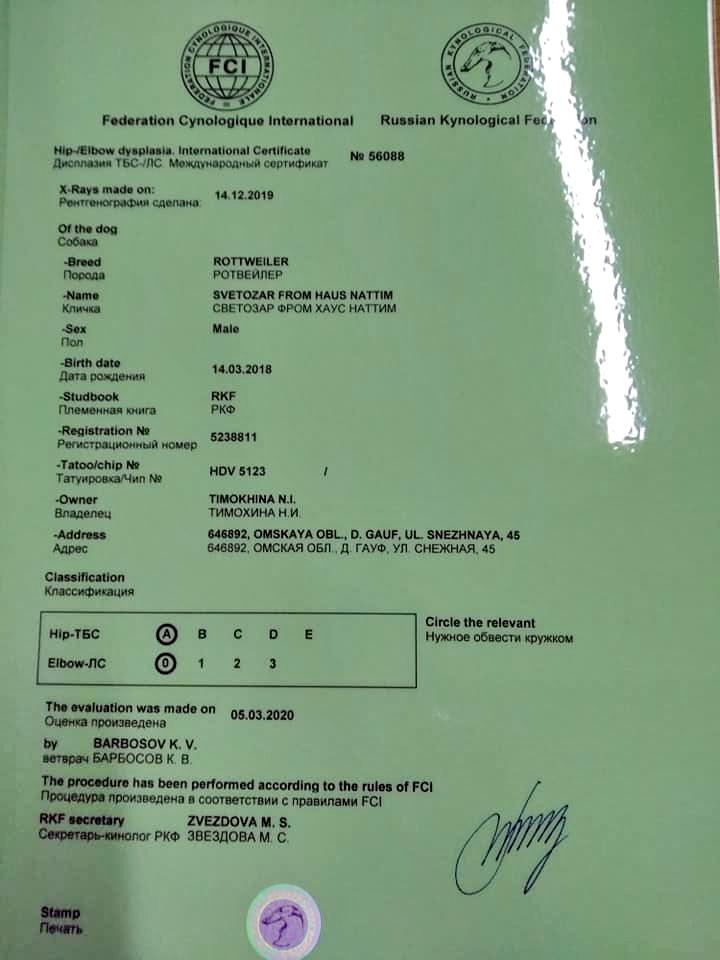 FEDERATION CYNOLOGIQUE INTERNATIONALE
FCI
RUSSIAN KYNOLOGICAL FEDERATION
Federation Cynologique International Russian Kynological
Hip-/Elbow dysplasia. International Certificate
Дисплазия ТБС-/ЛС. Международный сертификат
№ 56088
X-Rays made on:
Рентгенография сделана:
14.12.2019
Of the dog
Собака
-Breed ROTTWEILER
Порода РОТВЕЙЛЕР
-Name SVETOZAR FROM HAUS NATTIM
Кличка СВЕТОЗАР ФРОМ ХАУС НАТТИМ
-Sex Male
Пол
-Birth date
Дата рождения
14.03.2018
-Studbook RKF
Племенная книга РКФ
-Registration №
Регистрационный номер
5238811
-Tatoo/chip №
Татуировка/Чип №
HDV 5123 /
-Owner TIMOKHINA N.I.
Владелец ТИМОХИНА Н.И.
-Address 646892, OMSKAYA OBL., D. GAUF, UL. SNEZHNAYA, 45
Адрес 646892, ОМСКАЯ ОБЛ., Д. ГАУФ, УЛ. СНЕЖНАЯ, 45
Classification
Классификация
Hip-ТБС A B C D E
Elbow-ЛС 0 1 2 3
Circle the relevant
Нужное обвести кружком
The evaluation was made on
Оценка произведена
05.03.2020
by BARBOSOV K. V.
ветврач БАРБОСОВ К. В.
The procedure has been performed according to the rules of FCI
Процедура произведена в соответствии с правилами FCI
RKF secretary ZVEZDOVA M. S.
Секретарь-кинолог РКФ ЗВЕЗДОВА М. С.
Stamp
Печать